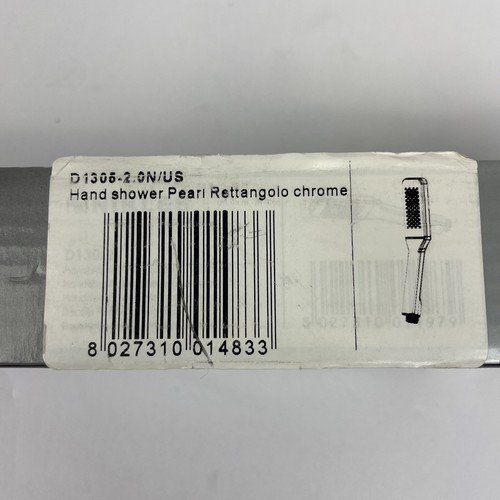 D1305-2.0N/US
Hand shower Pearl Rettangolo chrome
8 027310 014833